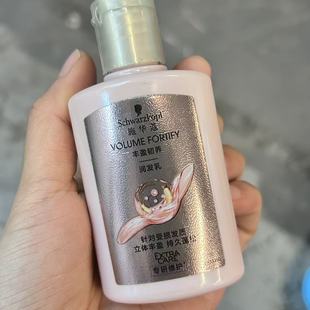 Schwarzkopf
施华蔻
VOLUME FORTIFY
丰盈韧养
润发乳
针对受损发质
立体丰盈 持久蓬松
EXTRA
CARE
专研修护